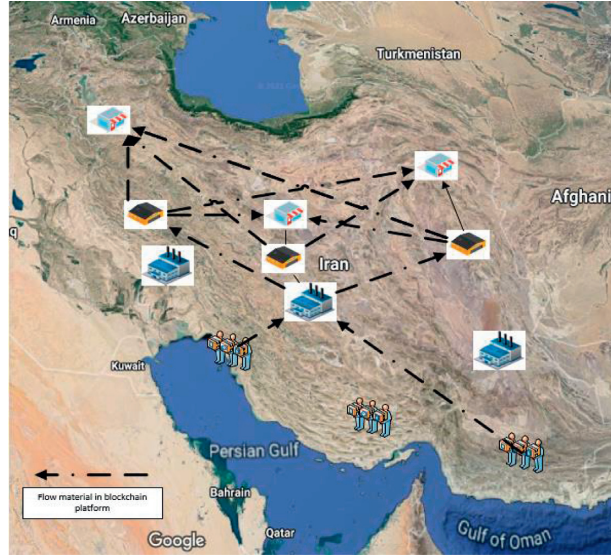 Armenia
Azerbaijan
Turkmenistan
Afghani
q
Iran
Kuwait
Persian Gulf
Bahrain
Qatar
Gulf of Oman
Flow material in blockchain
platform
Google